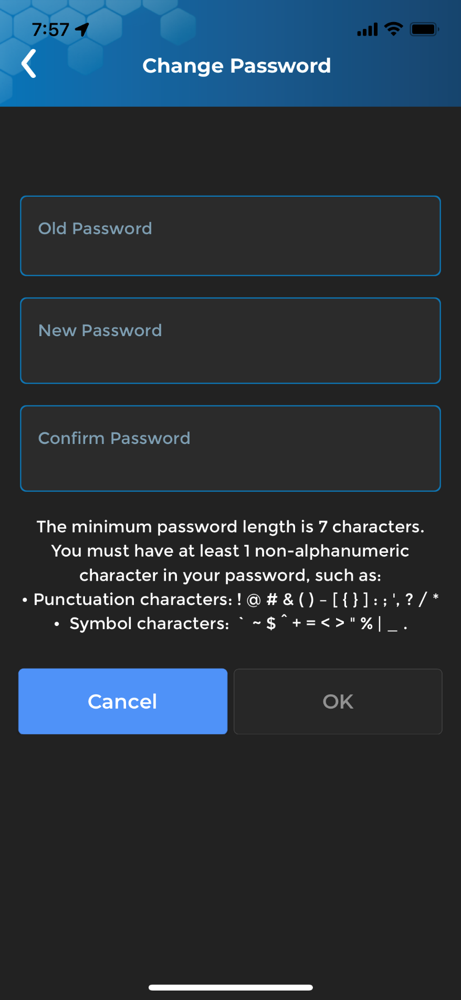 7:57
Change Password
Old Password
New Password
Confirm Password
The minimum password length is 7 characters.
You must have at least 1 non-alphanumeric
character in your password, such as:
• Punctuation characters: ! @ # & ( ) – [ { } ] : ; ', ? / *
• Symbol characters: ` ~ $ ^ + = < > " % | _ .
Cancel
OK